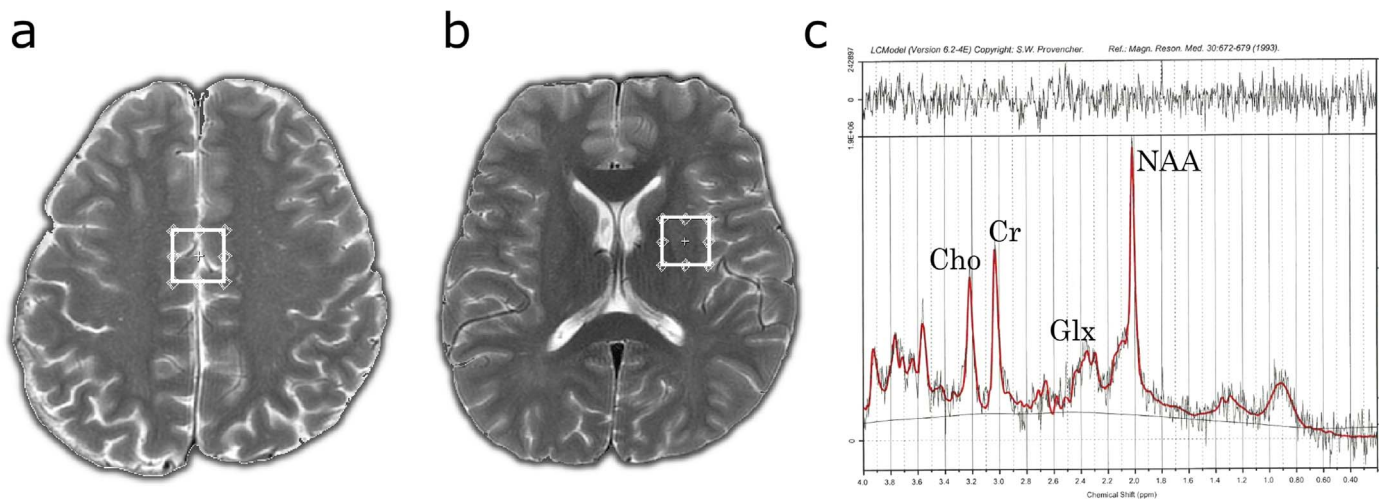 a
b
c
LCModel (Version 6.2-4E) Copyright: S.W. Provencher. Ref.: Magn. Reson. Med. 30:672-679 (1993).
242897
0
1.9E+06
NAA
Cr
Cho
Glx
0
4.0 3.8 3.6 3.4 3.2 3.0 2.8 2.6 2.4 2.2 2.0 1.8 1.6 1.4 1.2 1.0 0.80 0.60 0.40
Chemical Shift (ppm)